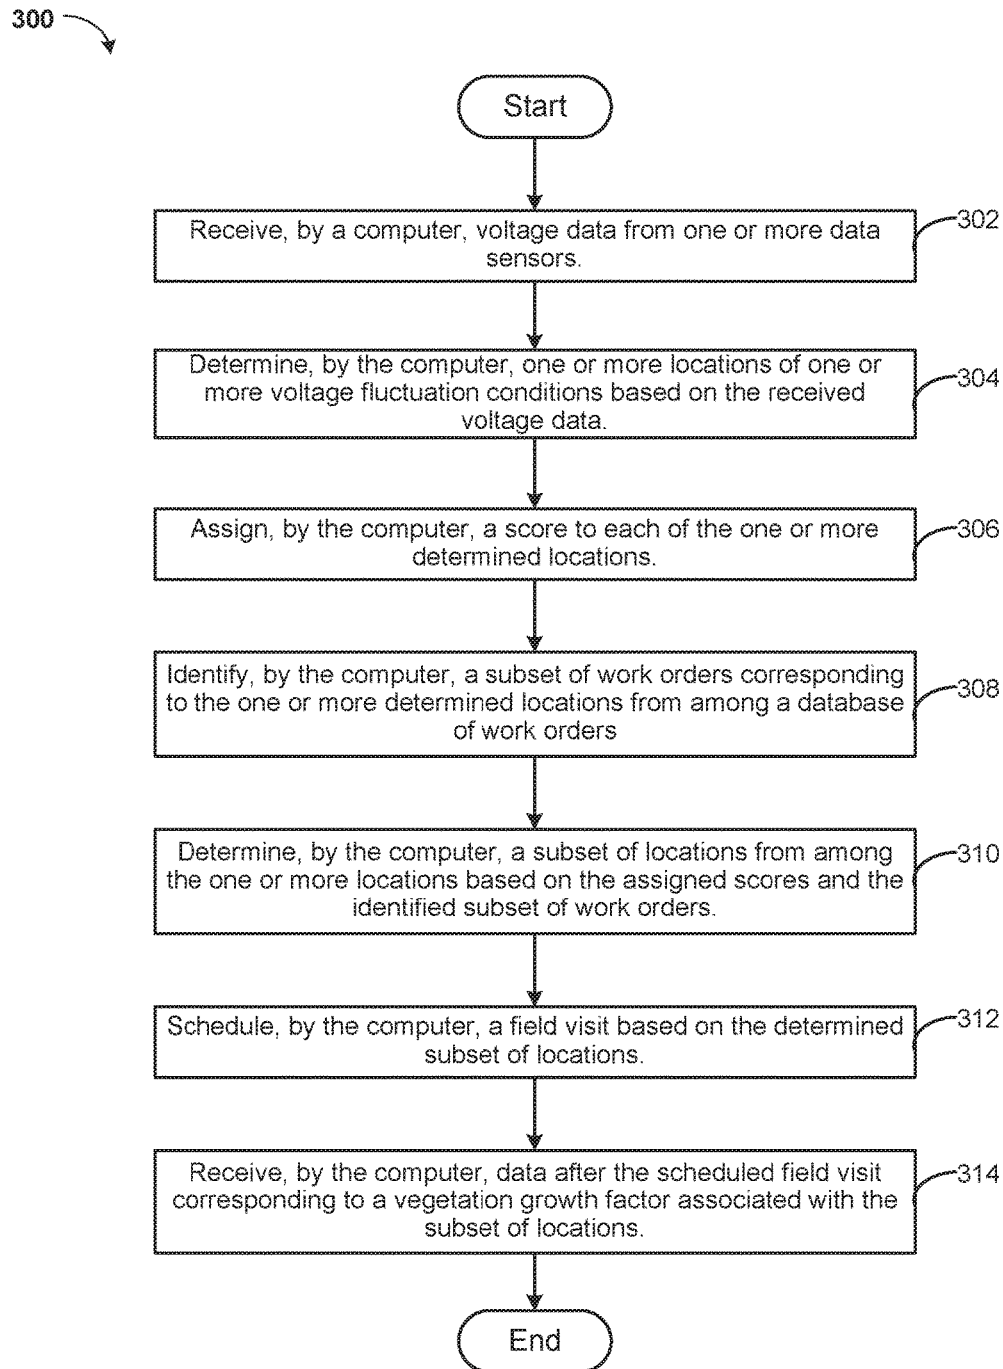 300
Start
Receive, by a computer, voltage data from one or more data
sensors.
302
Determine, by the computer, one or more locations of one or
more voltage fluctuation conditions based on the received
voltage data.
304
Assign, by the computer, a score to each of the one or more
determined locations.
306
Identify, by the computer, a subset of work orders corresponding
to the one or more determined locations from among a database
of work orders
308
Determine, by the computer, a subset of locations from among
the one or more locations based on the assigned scores and the
identified subset of work orders.
310
Schedule, by the computer, a field visit based on the determined
subset of locations.
312
Receive, by the computer, data after the scheduled field visit
corresponding to a vegetation growth factor associated with the
subset of locations.
314
End